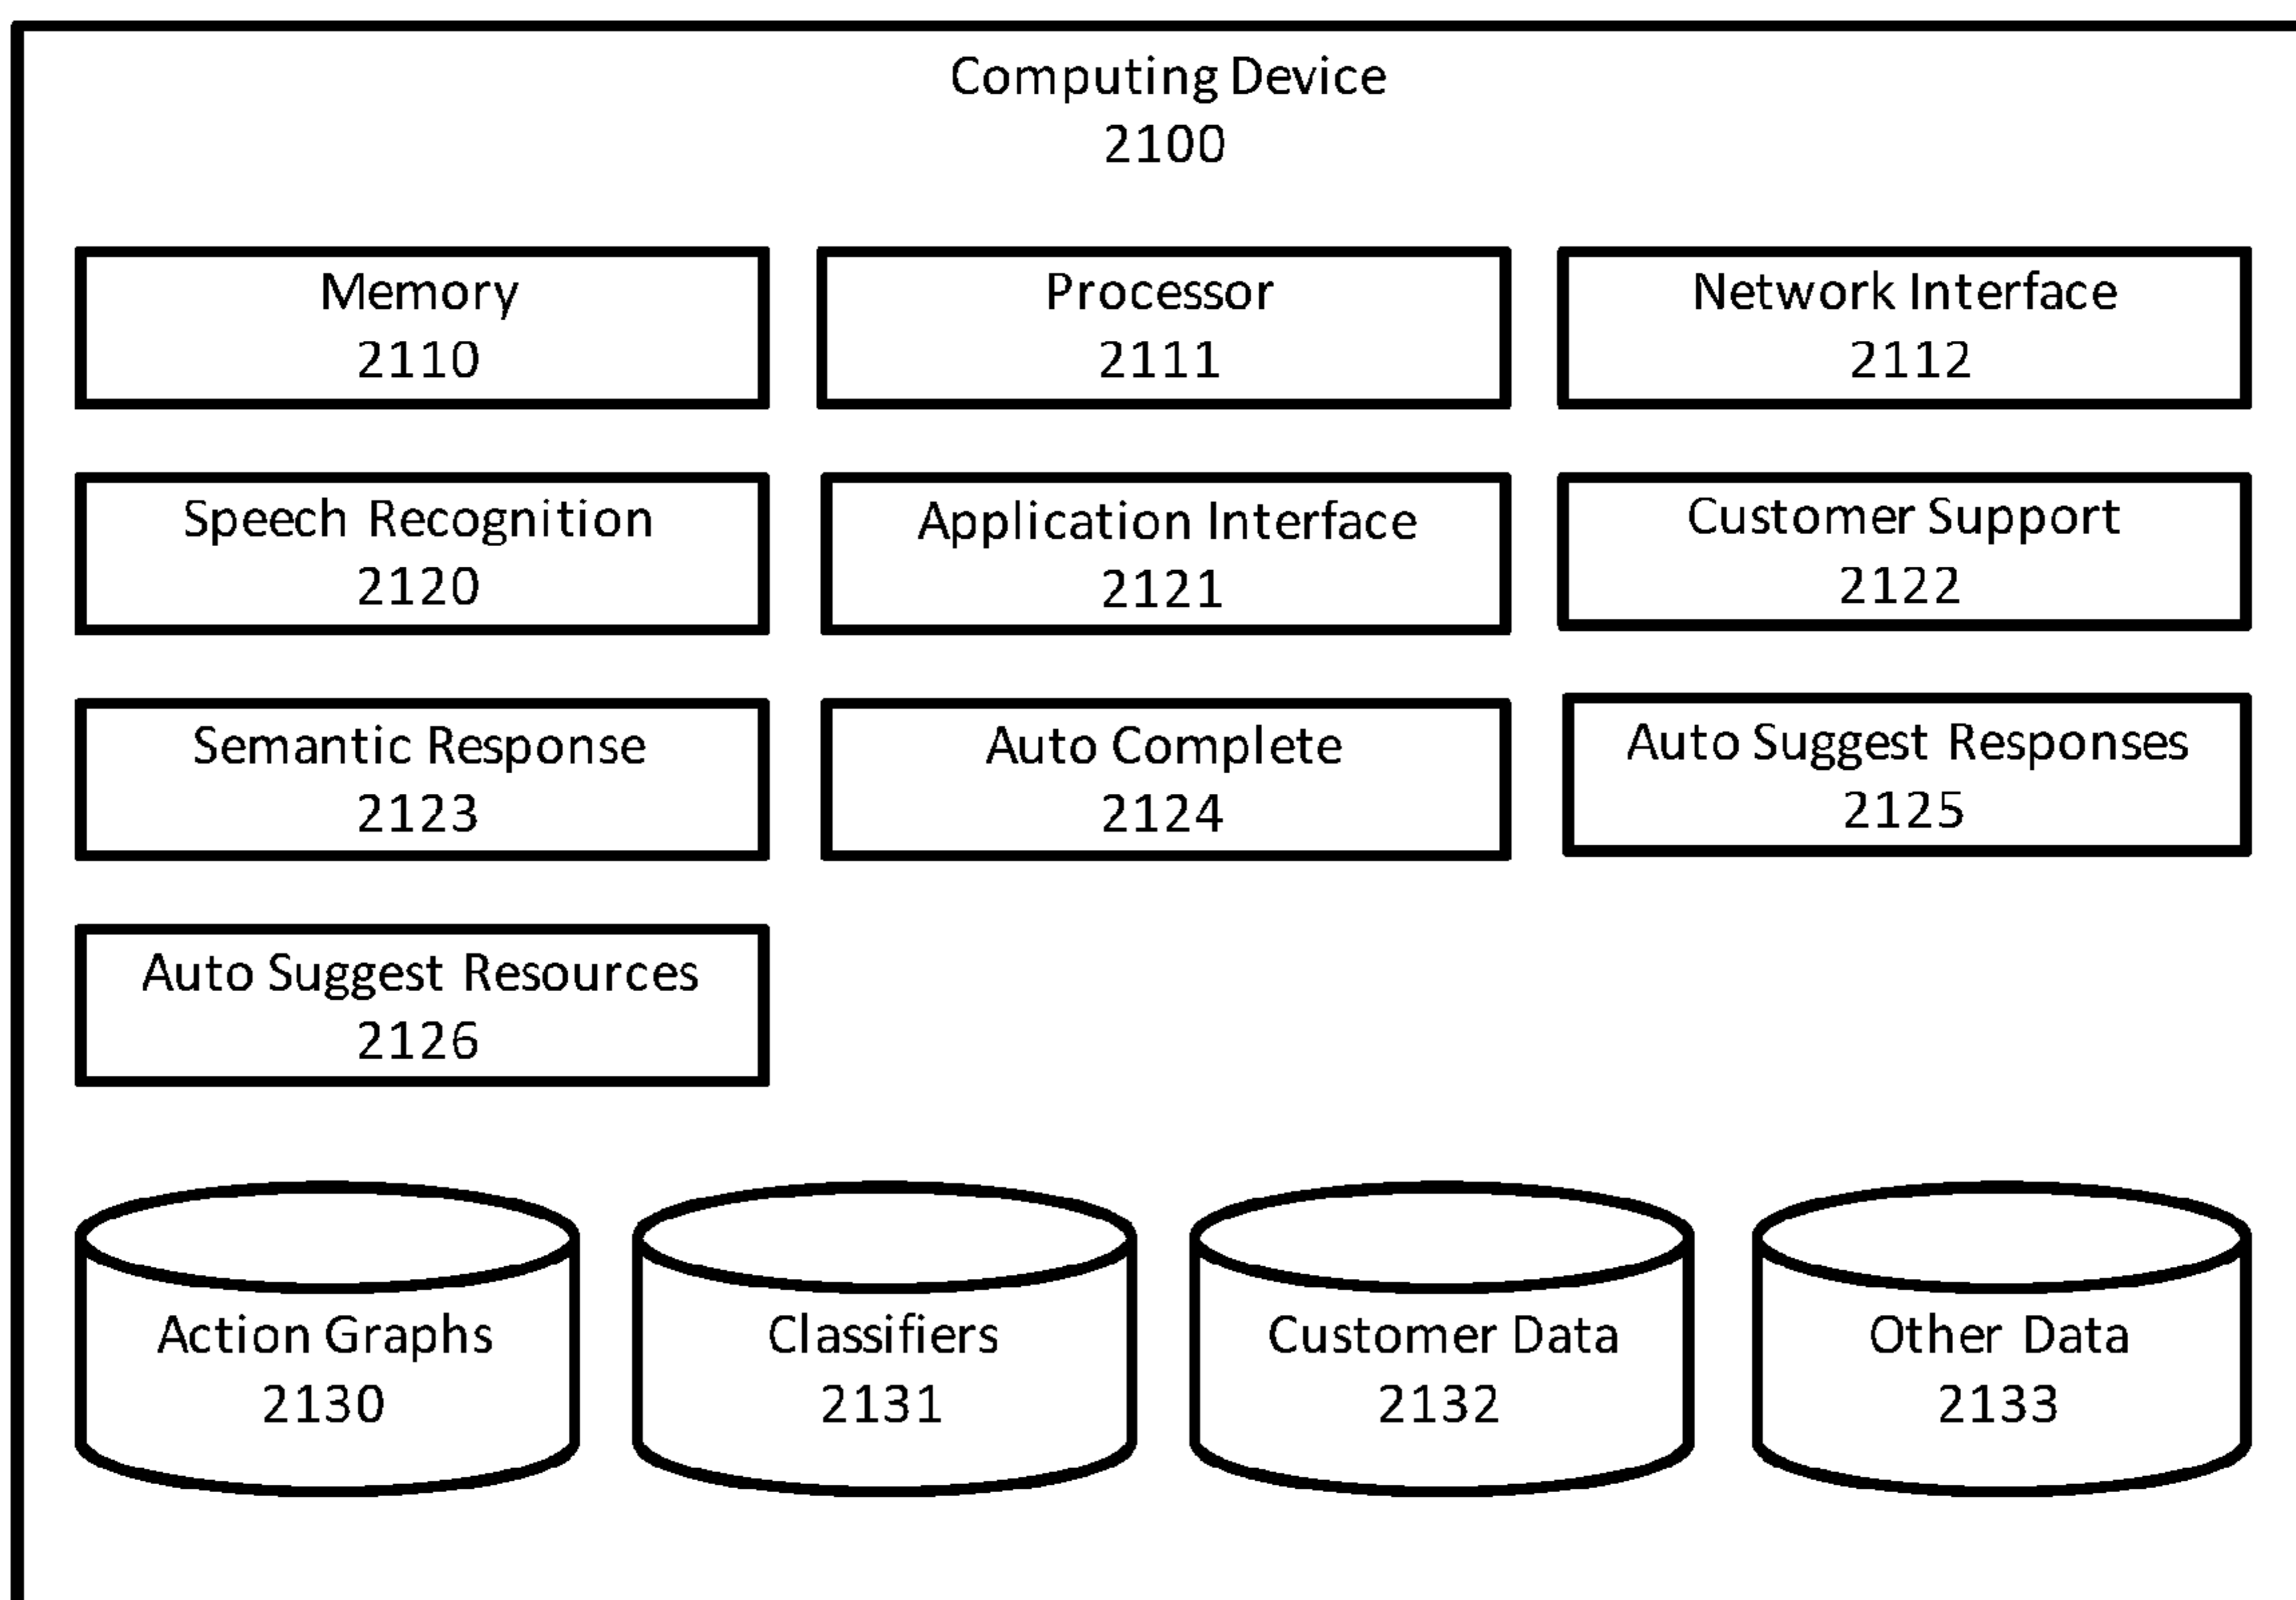 Computing Device
2100
Memory
2110
Processor
2111
Network Interface
2112
Speech Recognition
2120
Application Interface
2121
Customer Support
2122
Semantic Response
2123
Auto Complete
2124
Auto Suggest Responses
2125
Auto Suggest Resources
2126
Action Graphs
2130
Classifiers
2131
Customer Data
2132
Other Data
2133